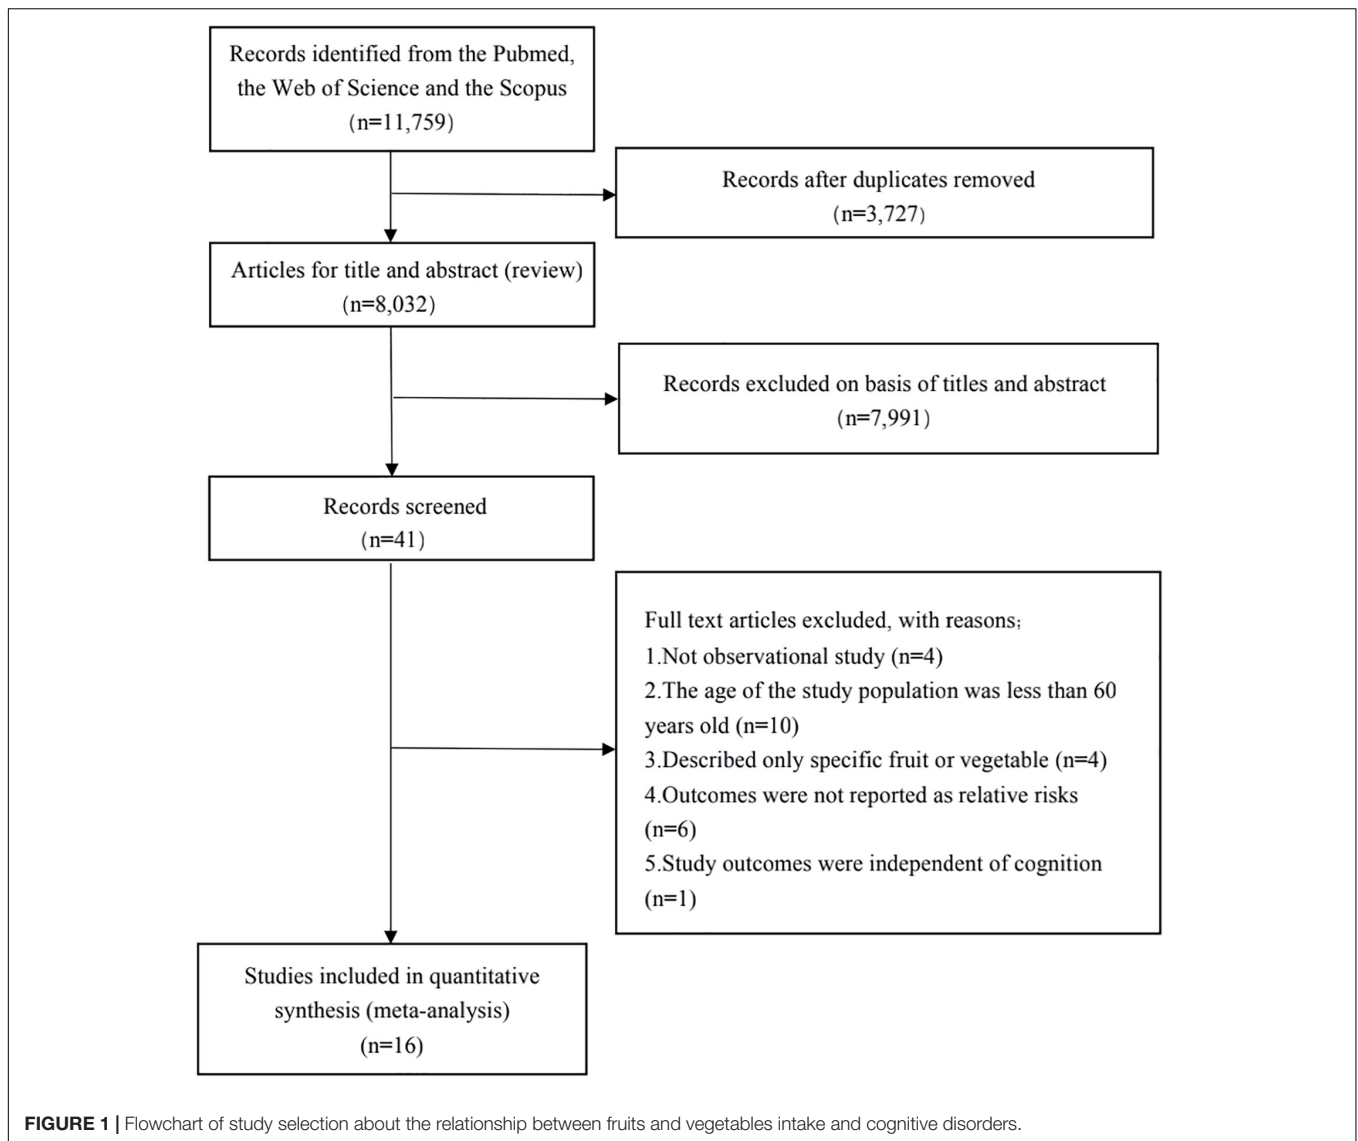 Records identified from the Pubmed,
the Web of Science and the Scopus
(n=11,759)
Records after duplicates removed
(n=3,727)
Articles for title and abstract (review)
(n=8,032)
Records excluded on basis of titles and abstract
(n=7,991)
Records screened
(n=41)
Full text articles excluded, with reasons;
1.Not observational study (n=4)
2.The age of the study population was less than 60
years old (n=10)
3.Described only specific fruit or vegetable (n=4)
4.Outcomes were not reported as relative risks
(n=6)
5.Study outcomes were independent of cognition
(n=1)
Studies included in quantitative
synthesis (meta-analysis)
(n=16)
FIGURE 1 | Flowchart of study selection about the relationship between fruits and vegetables intake and cognitive disorders.